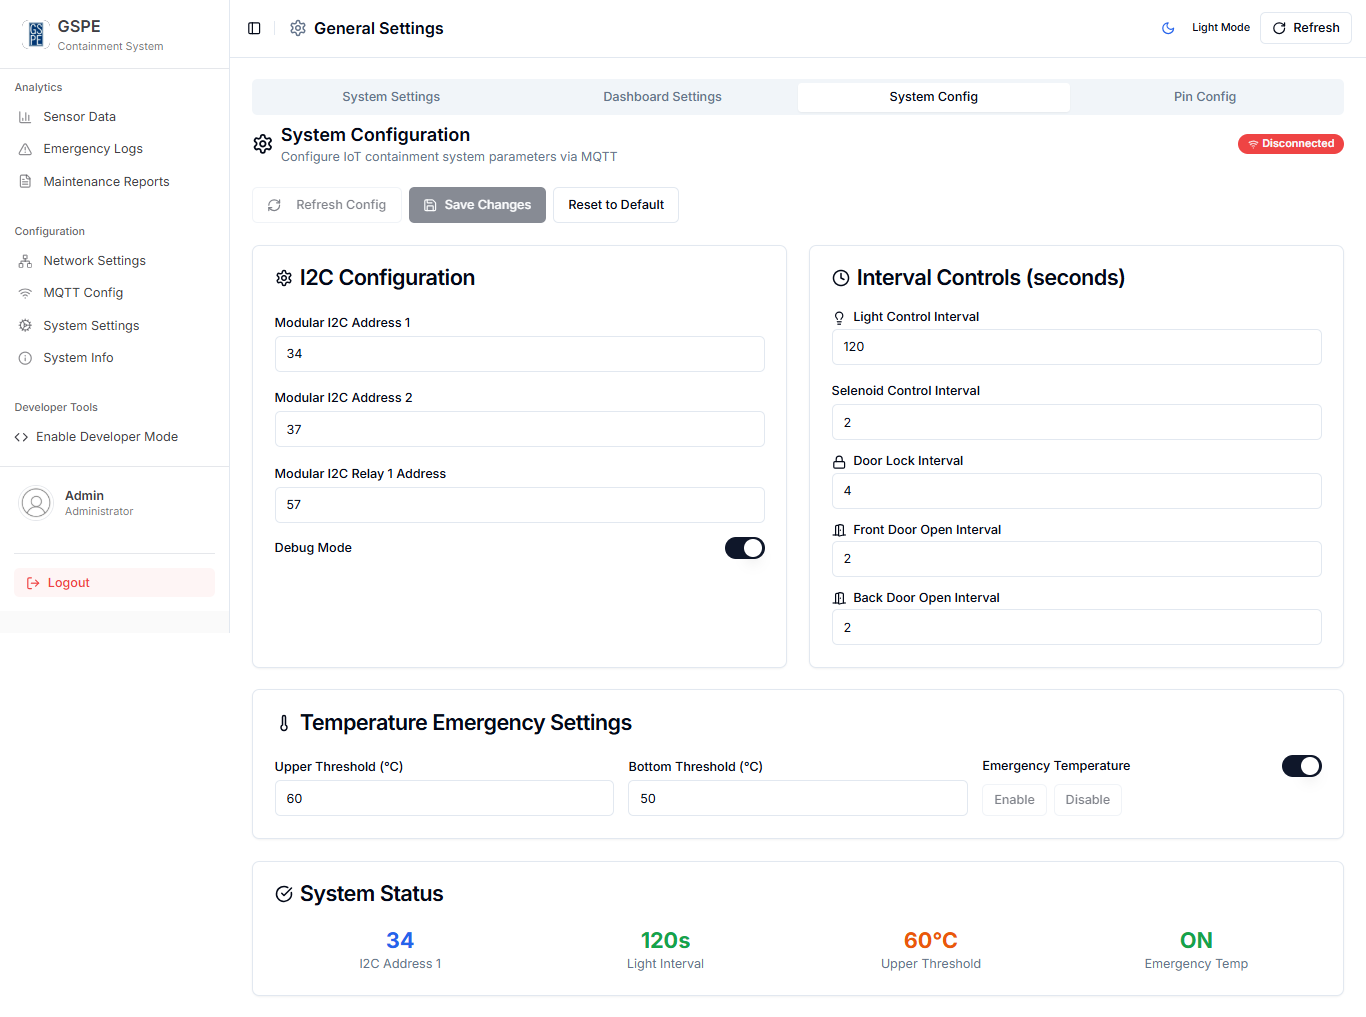 GSPE
Containment System
Analytics
Sensor Data
Emergency Logs
Maintenance Reports
Configuration
Network Settings
MQTT Config
System Settings
System Info
Developer Tools
Enable Developer Mode
Admin
Administrator
Logout
General Settings
Light Mode
Refresh
System Settings
Dashboard Settings
System Config
Pin Config
System Configuration
Configure IoT containment system parameters via MQTT
Disconnected
Refresh Config
Save Changes
Reset to Default
I2C Configuration
Modular I2C Address 1
34
Modular I2C Address 2
37
Modular I2C Relay 1 Address
57
Debug Mode
Interval Controls (seconds)
Light Control Interval
120
Selenoid Control Interval
2
Door Lock Interval
4
Front Door Open Interval
2
Back Door Open Interval
2
Temperature Emergency Settings
Upper Threshold (°C)
60
Bottom Threshold (°C)
50
Emergency Temperature
Enable
Disable
System Status
34
I2C Address 1
120s
Light Interval
60°C
Upper Threshold
ON
Emergency Temp